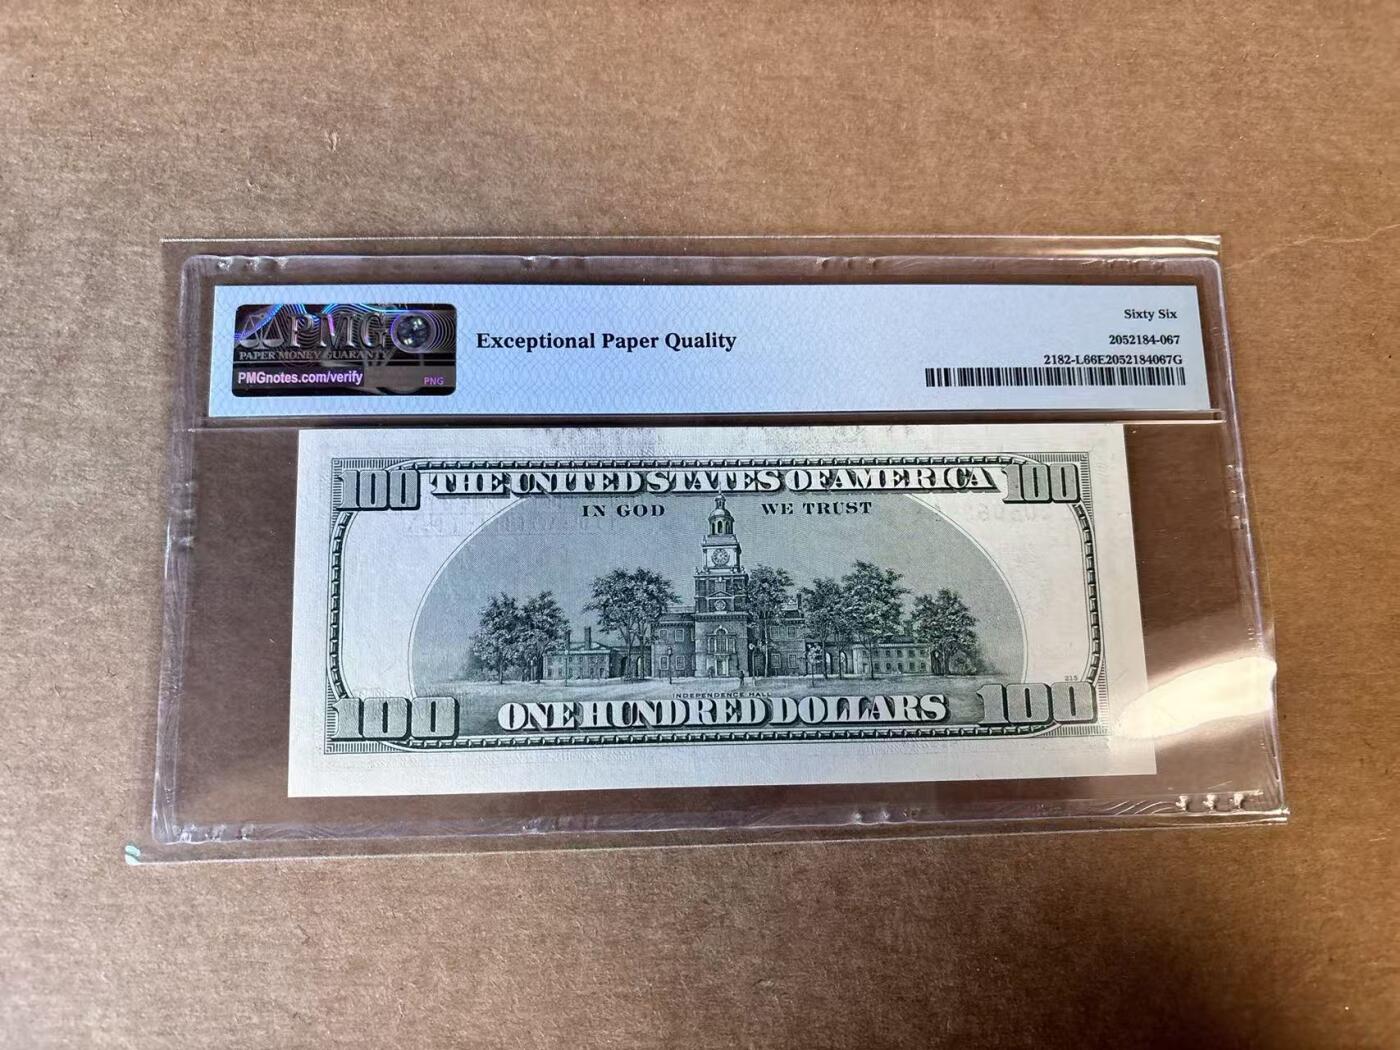 PMG
PAPER MONEY GUARANTY
PMGnotes.com/verify
PNG
Exceptional Paper Quality
Sixty Six
2052184-067
2182-L66E2052184067G
100 THE UNITED STATES OF AMERICA 100
IN GOD WE TRUST
INDEPENDENCE HALL
215
100 ONE HUNDRED DOLLARS 100